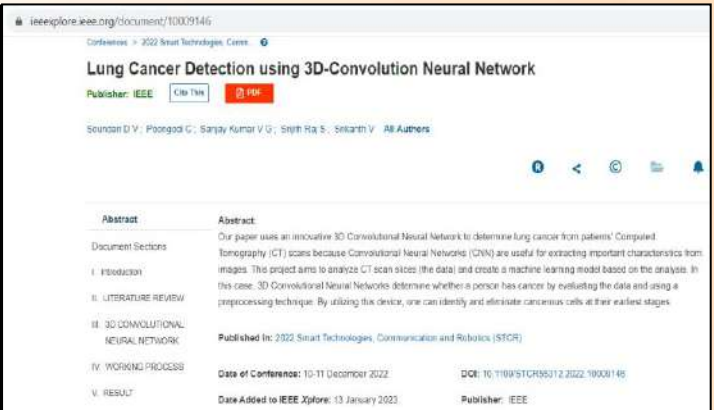 ieeexplore.ieee.org/document/10009146
Conferences > 2022 Smart Technologies, Comm...
Lung Cancer Detection using 3D-Convolution Neural Network
Publisher: IEEE Cite This PDF
Soundari D V ; Poongodi C ; Sanjay Kumar V G ; Srijith Raj S ; Srikanth V All Authors
R
©
Abstract
Document Sections
I. Introduction
II. LITERATURE REVIEW
III. 3D CONVOLUTIONAL
NEURAL NETWORK
IV. WORKING PROCESS
V. RESULT
Abstract:
Our paper uses an innovative 3D Convolutional Neural Network to determine lung cancer from patients' Computed
Tomography (CT) scans because Convolutional Neural Networks (CNN) are useful for extracting important characteristics from
images. This project aims to analyze CT scan slices (the data) and create a machine learning model based on the analysis. In
this case, 3D Convolutional Neural Networks determine whether a person has cancer by evaluating the data and using a
preprocessing technique. By utilizing this device, one can identify and eliminate cancerous cells at their earliest stages.
Published in: 2022 Smart Technologies, Communication and Robotics (STCR)
Date of Conference: 10-11 December 2022
DOI: 10.1109/STCR55312.2022.10009146
Date Added to IEEE Xplore: 13 January 2023
Publisher: IEEE